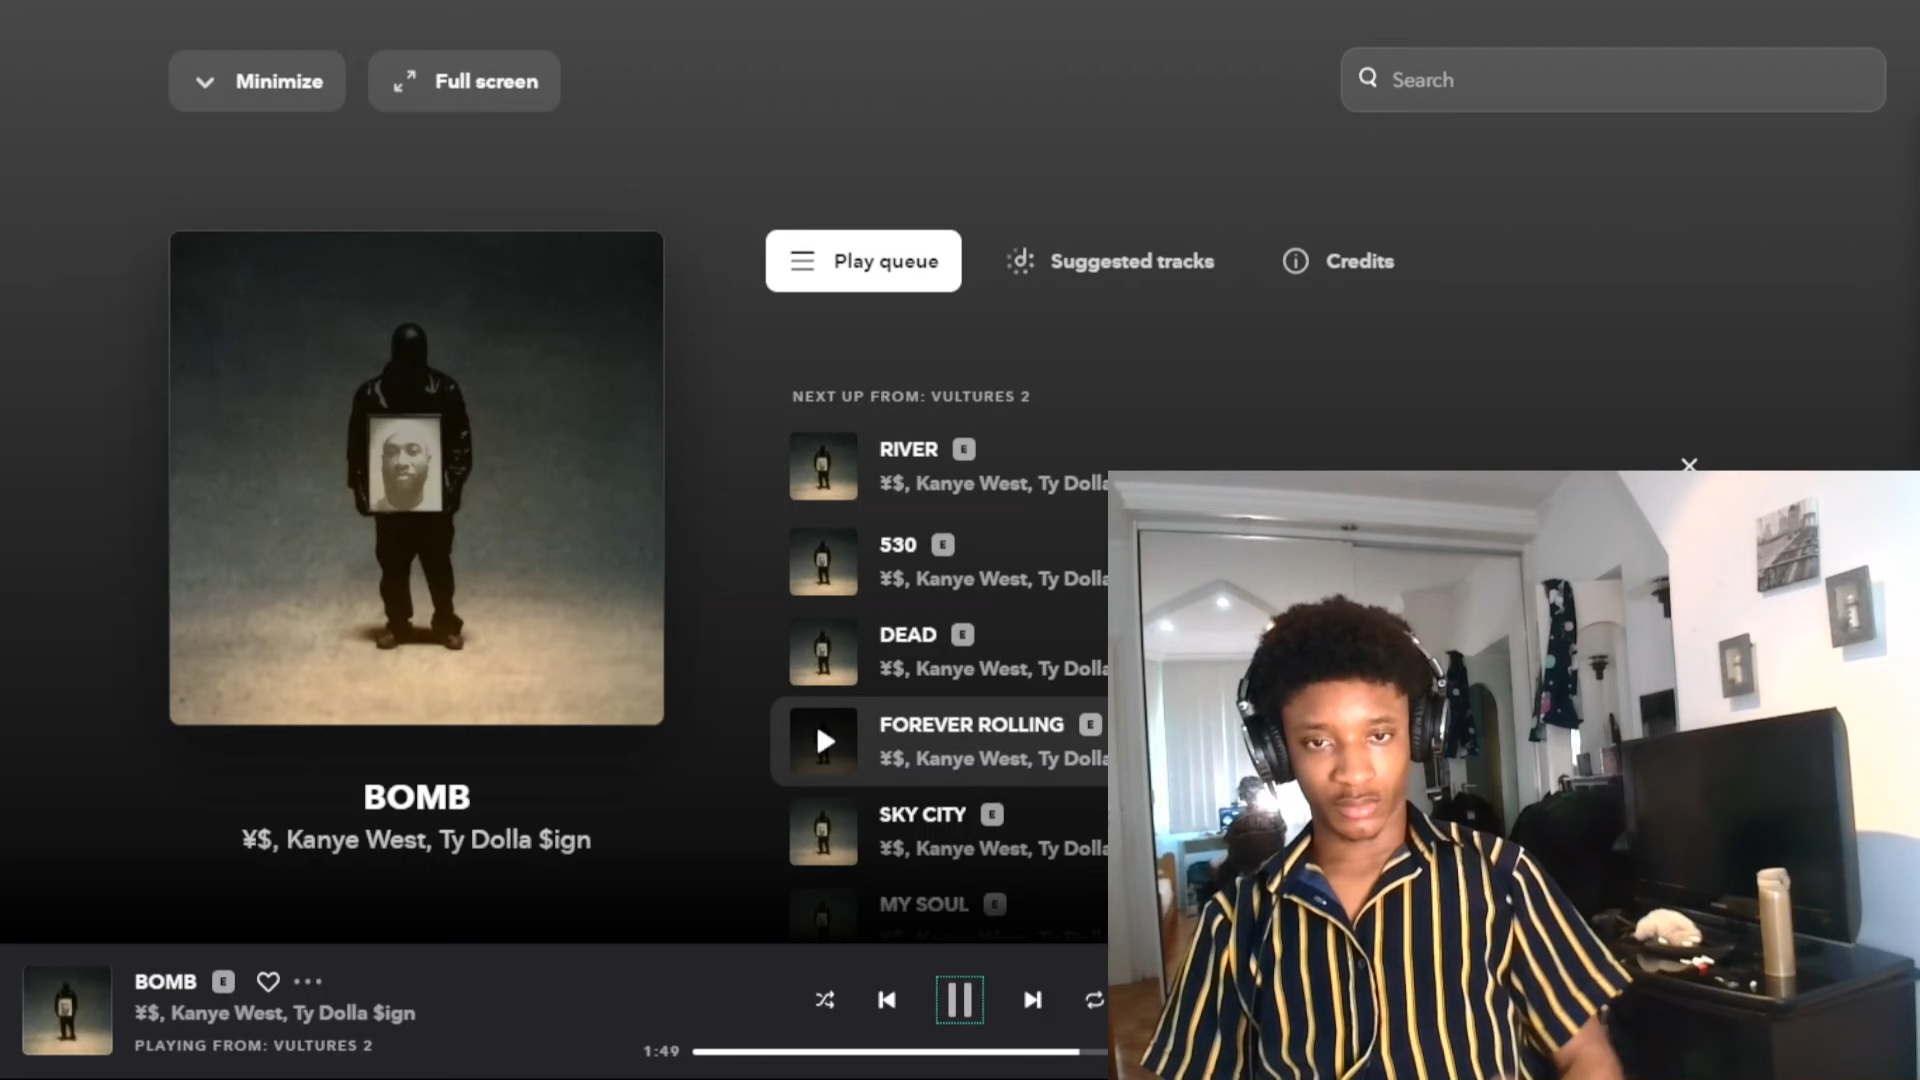 Minimize
Full screen
Search
Play queue
Suggested tracks
Credits
NEXT UP FROM: VULTURES 2
RIVER E
¥$, Kanye West, Ty Dolla
530 E
¥$, Kanye West, Ty Dolla
DEAD E
¥$, Kanye West, Ty Dolla
FOREVER ROLLING E
¥$, Kanye West, Ty Dolla
SKY CITY E
¥$, Kanye West, Ty Dolla
MY SOUL E
BOMB
¥$, Kanye West, Ty Dolla $ign
BOMB E
¥$, Kanye West, Ty Dolla $ign
PLAYING FROM: VULTURES 2
1:49